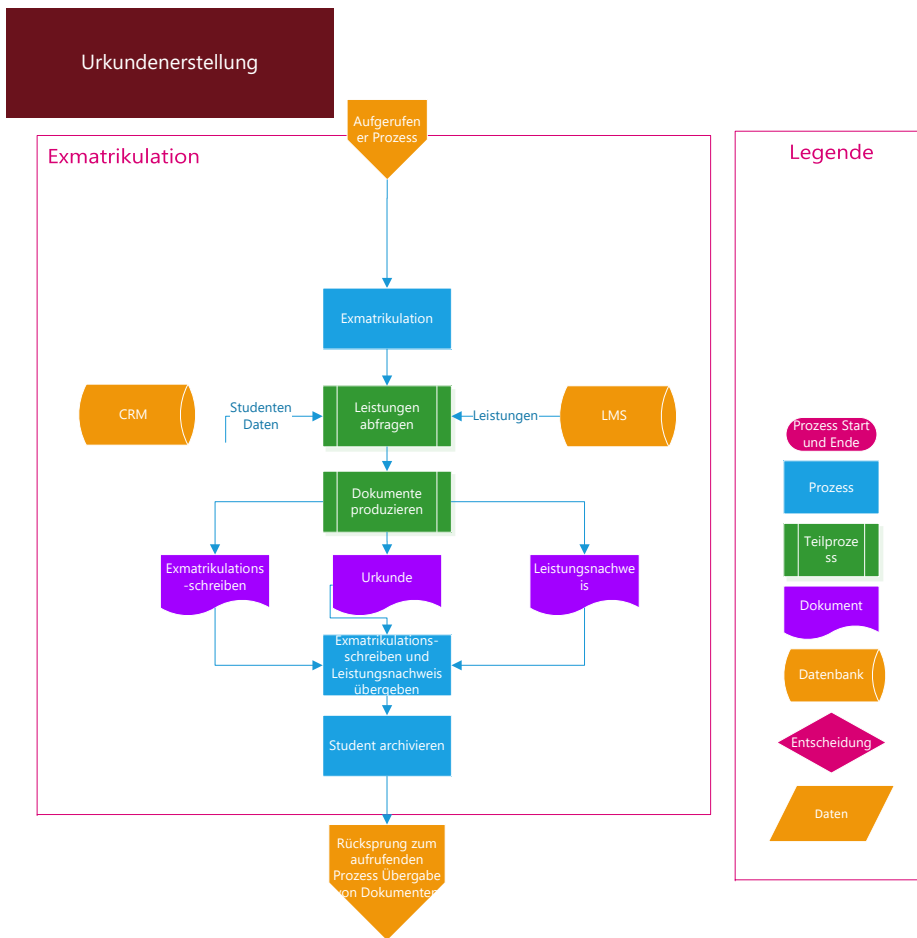 Urkundenerstellung
Aufgerufen
er Prozess
Exmatrikulation
Legende
Exmatrikulation
CRM
Studenten
Daten
Leistungen
abfragen
Leistungen
LMS
Prozess Start
und Ende
Dokumente
produzieren
Prozess
Teilproze
ss
Exmatrikulations
-schreiben
Urkunde
Leistungsnachwe
is
Dokument
Exmatrikulations-
schreiben und
Leistungsnachweis
übergeben
Datenbank
Student archivieren
Entscheidung
Daten
Rücksprung zum
aufrufenden
Prozess Übergabe
von Dokumenten